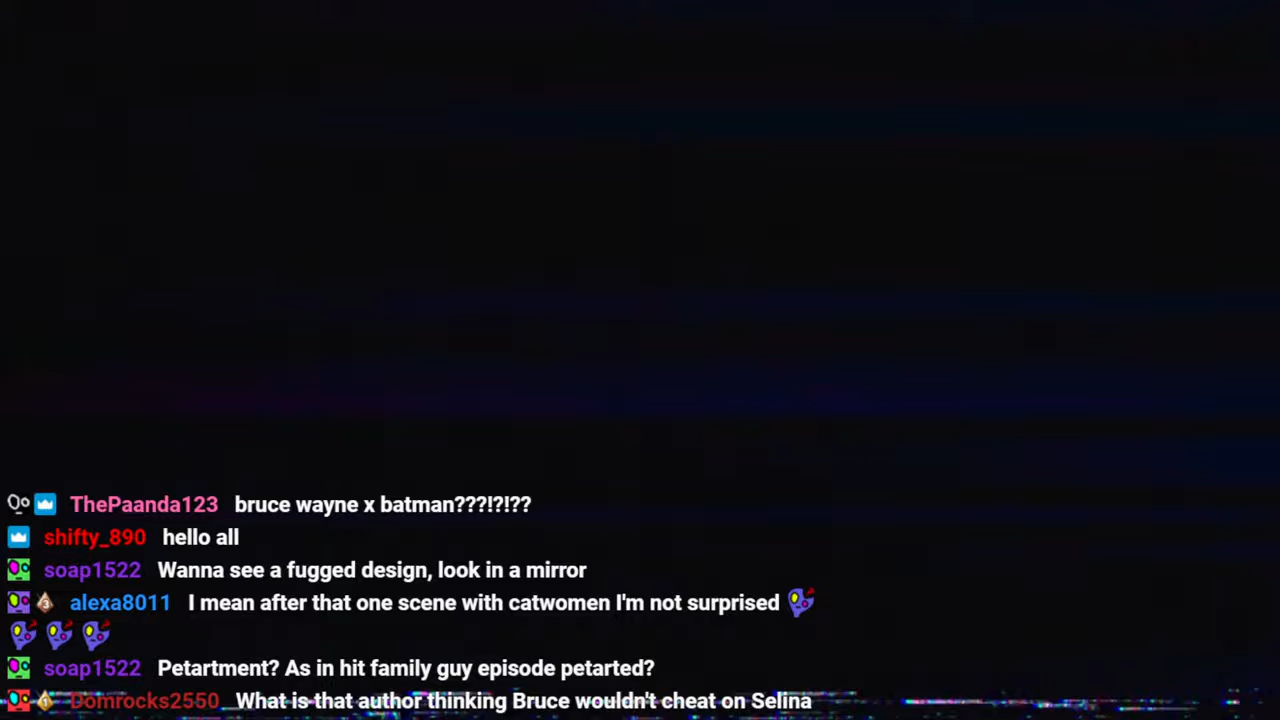 ThePaanda123 bruce wayne x batman???!?!??
shifty_890 hello all
soap1522 Wanna see a fugged design, look in a mirror
alexa8011 I mean after that one scene with catwomen I'm not surprised
soap1522 Petartment? As in hit family guy episode petarted?
Domrocks2550 What is that author thinking Bruce wouldn't cheat on Selina